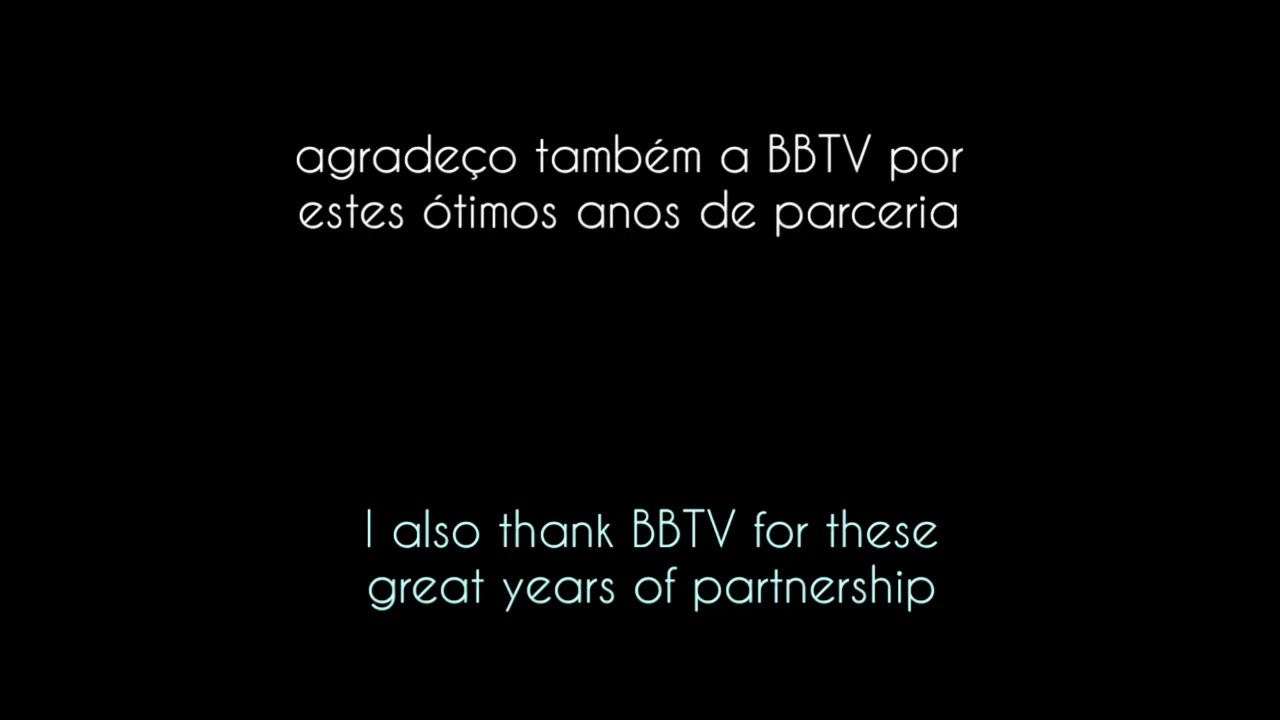 agradeço também a BBTV por
estes ótimos anos de parceria
I also thank BBTV for these
great years of partnership